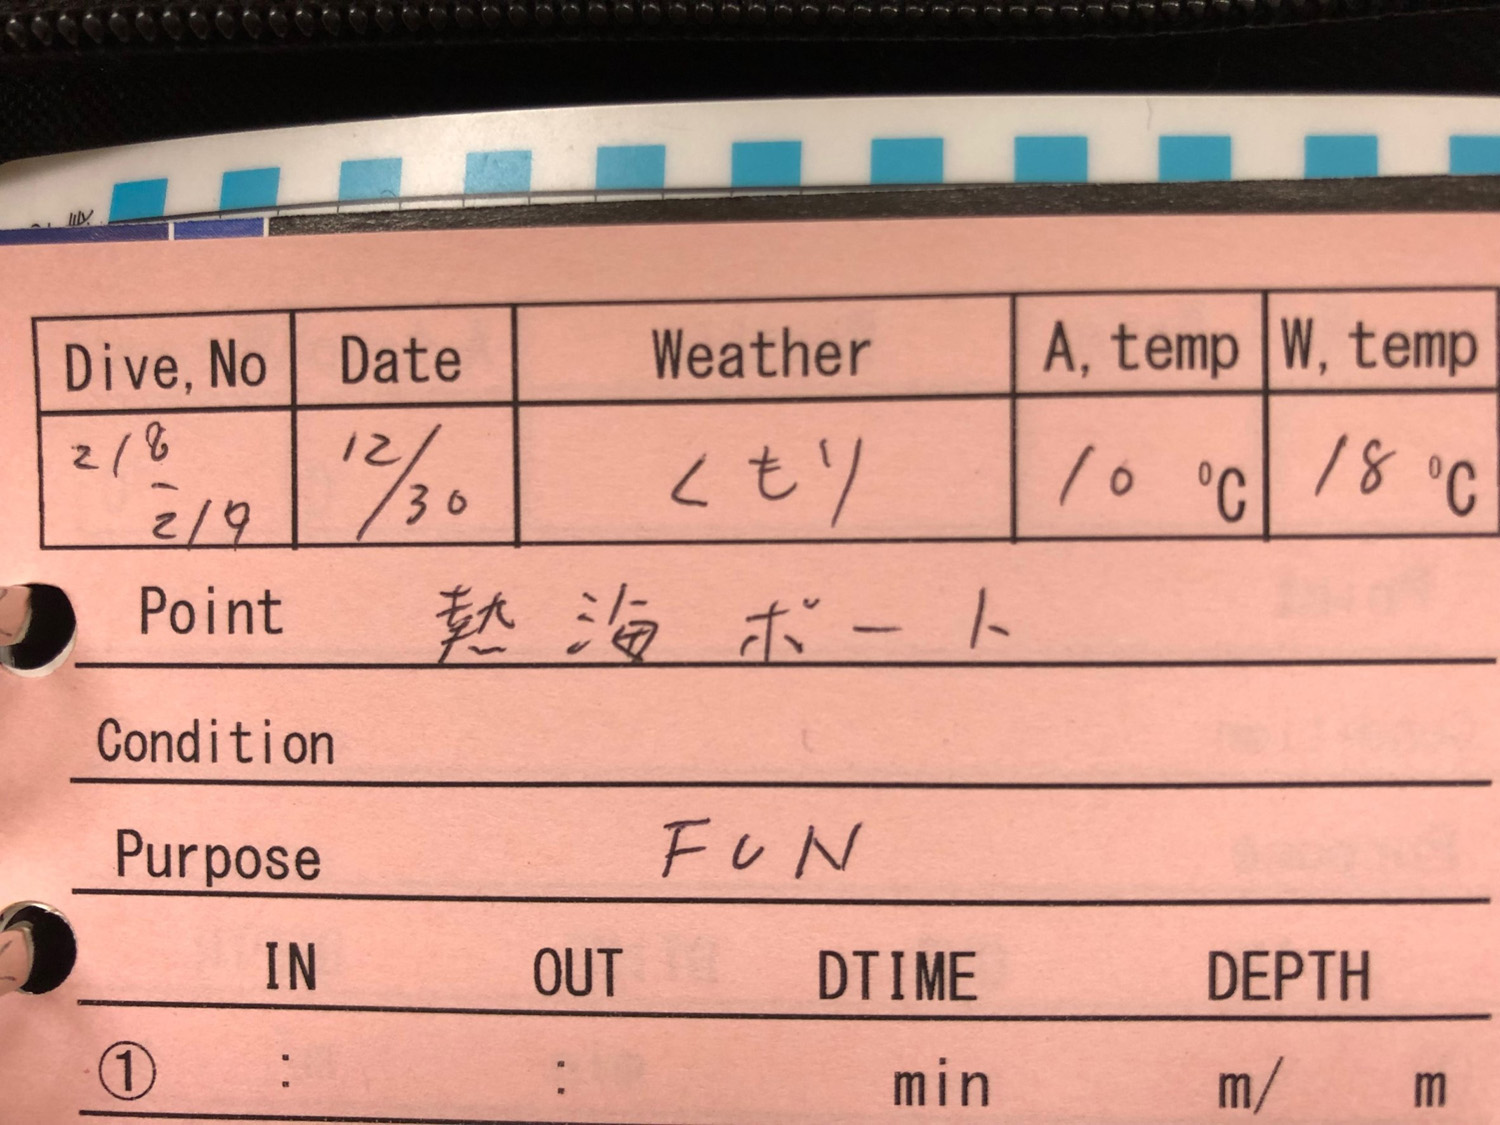 Dive, No Date Weather A, temp W, temp
218 12/30 くもり 10 ℃ 18 ℃
- 219
Point 熱海ボート
Condition
Purpose FUN
IN OUT DTIME DEPTH
① : : min m/ m